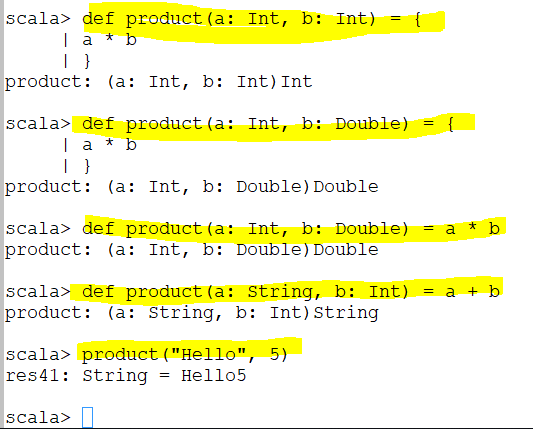 scala> def product(a: Int, b: Int) = {
     | a * b
     | }
product: (a: Int, b: Int)Int
scala> def product(a: Int, b: Double) = {
     | a * b
     | }
product: (a: Int, b: Double)Double
scala> def product(a: Int, b: Double) = a * b
product: (a: Int, b: Double)Double
scala> def product(a: String, b: Int) = a + b
product: (a: String, b: Int)String
scala> product("Hello", 5)
res41: String = Hello5
scala>